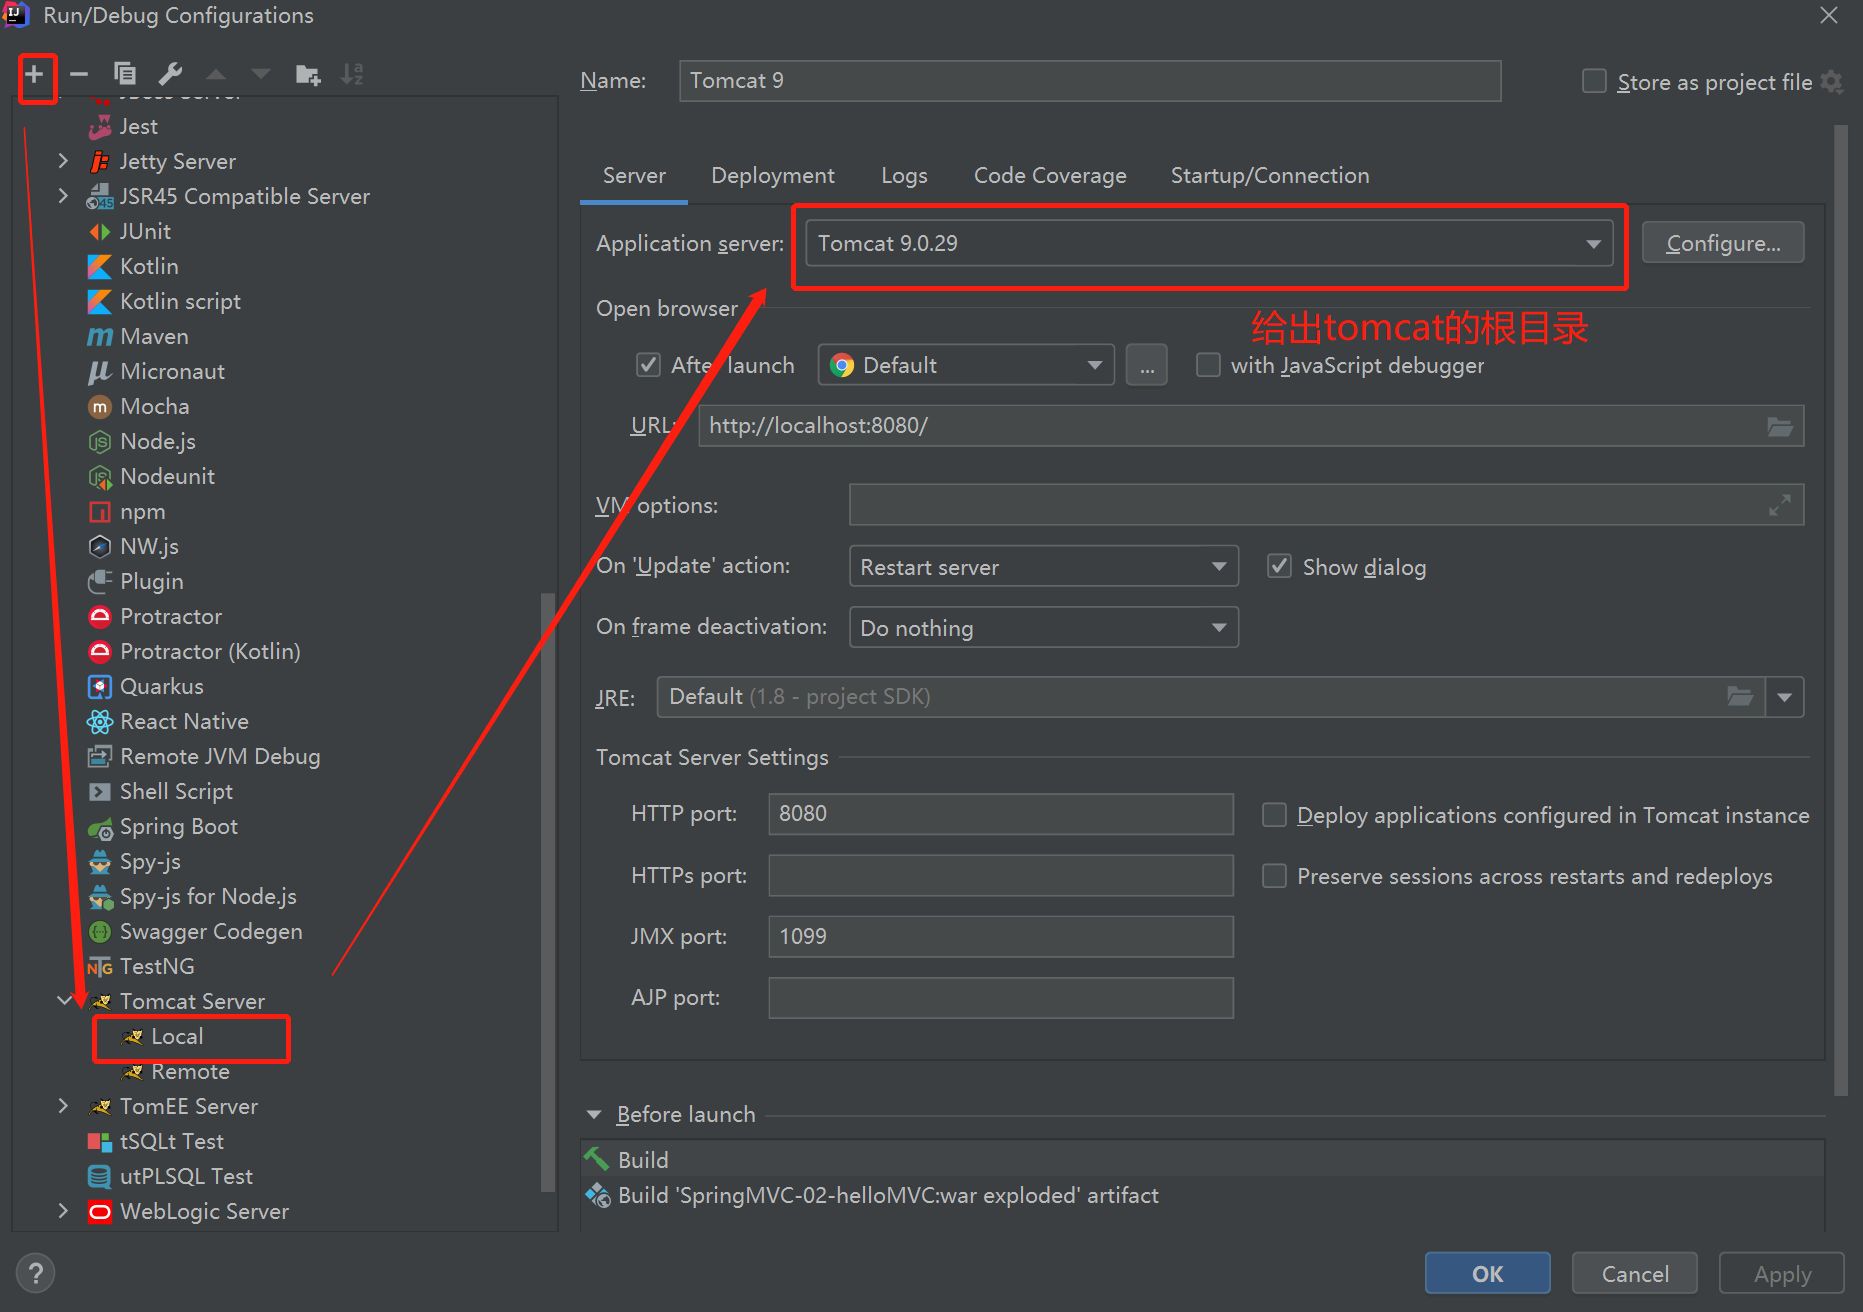 Run/Debug Configurations
Jest
Jetty Server
JSR45 Compatible Server
JUnit
Kotlin
Kotlin script
Maven
Micronaut
Mocha
Node.js
Nodeunit
npm
NW.js
Plugin
Protractor
Protractor (Kotlin)
Quarkus
React Native
Remote JVM Debug
Shell Script
Spring Boot
Spy-js
Spy-js for Node.js
Swagger Codegen
TestNG
Tomcat Server
Local
Remote
TomEE Server
tSQLt Test
utPLSQL Test
WebLogic Server
Name: Tomcat 9
Store as project file
Server Deployment Logs Code Coverage Startup/Connection
Application server: Tomcat 9.0.29 Configure...
Open browser
给出tomcat的根目录
After launch Default ... with JavaScript debugger
URL: http://localhost:8080/
VM options:
On 'Update' action: Restart server Show dialog
On frame deactivation: Do nothing
JRE: Default (1.8 - project SDK)
Tomcat Server Settings
HTTP port: 8080 Deploy applications configured in Tomcat instance
HTTPs port: Preserve sessions across restarts and redeploys
JMX port: 1099
AJP port:
Before launch
Build
Build 'SpringMVC-02-helloMVC:war exploded' artifact
? OK Cancel Apply